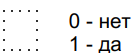 0 - нет
1 - да